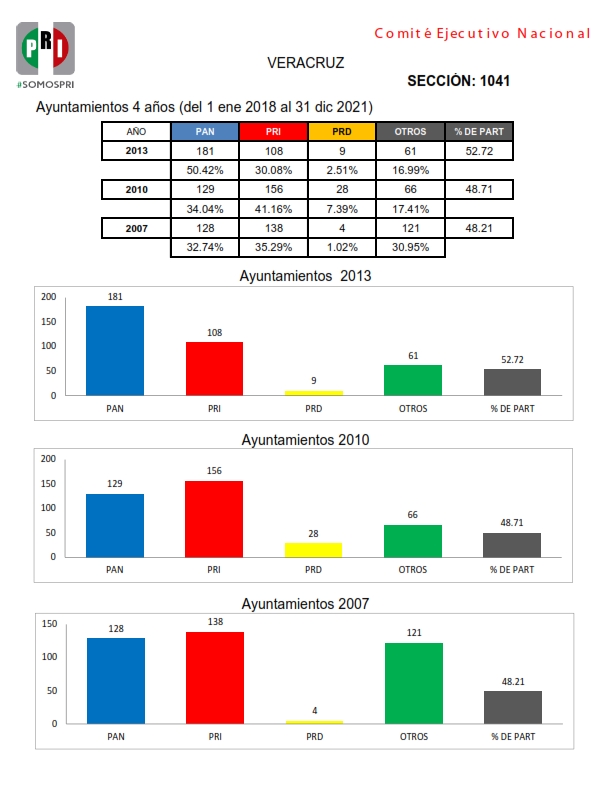 Comité Ejecutivo Nacional
PRI
#SOMOSPRI
VERACRUZ
SECCIÓN: 1041
Ayuntamientos 4 años (del 1 ene 2018 al 31 dic 2021)
AÑO PAN PRI PRD OTROS % DE PART
2013 181 108 9 61 52.72
50.42% 30.08% 2.51% 16.99%
2010 129 156 28 66 48.71
34.04% 41.16% 7.39% 17.41%
2007 128 138 4 121 48.21
32.74% 35.29% 1.02% 30.95%
Ayuntamientos 2013
200
150
100
50
0
181
108
9
61
52.72
PAN PRI PRD OTROS % DE PART
Ayuntamientos 2010
200
150
100
50
0
129
156
28
66
48.71
PAN PRI PRD OTROS % DE PART
Ayuntamientos 2007
150
100
50
0
128
138
4
121
48.21
PAN PRI PRD OTROS % DE PART